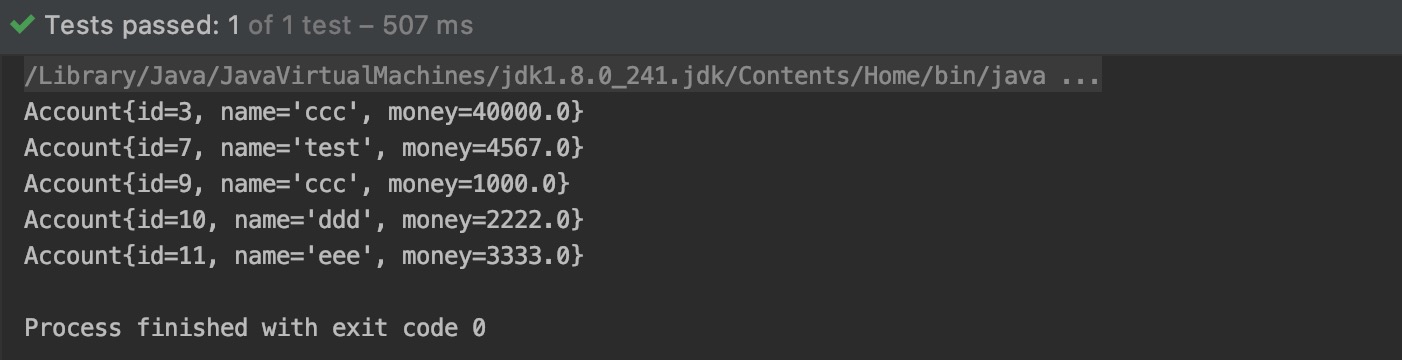 Tests passed: 1 of 1 test – 507 ms
/Library/Java/JavaVirtualMachines/jdk1.8.0_241.jdk/Contents/Home/bin/java ...
Account{id=3, name='ccc', money=40000.0}
Account{id=7, name='test', money=4567.0}
Account{id=9, name='ccc', money=1000.0}
Account{id=10, name='ddd', money=2222.0}
Account{id=11, name='eee', money=3333.0}
Process finished with exit code 0